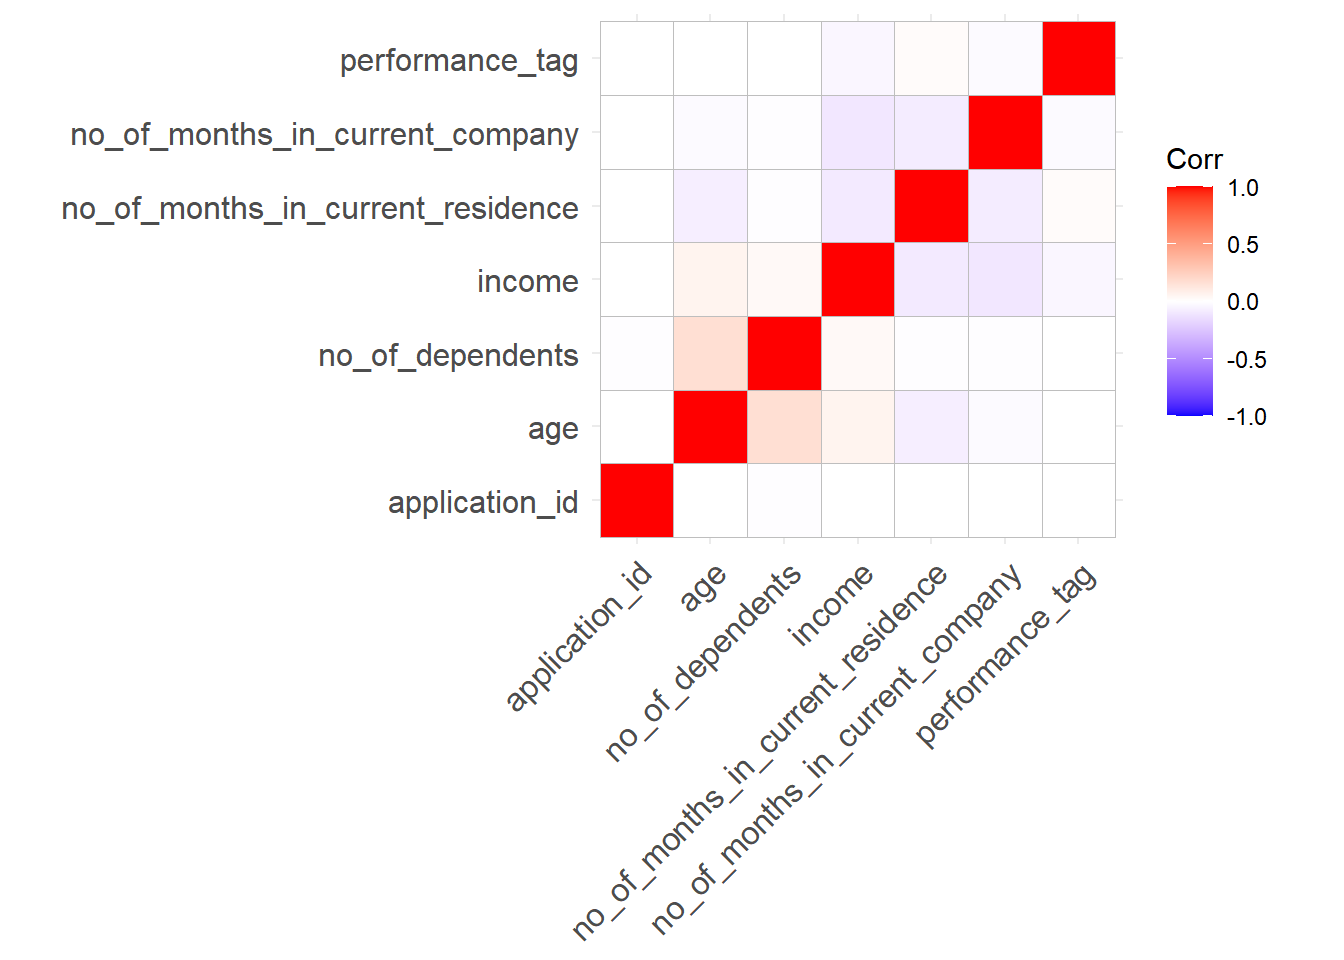 performance_tag
no_of_months_in_current_company
no_of_months_in_current_residence
income
no_of_dependents
age
application_id
application_id
age
no_of_dependents
income
no_of_months_in_current_residence
no_of_months_in_current_company
performance_tag
Corr
1.0
0.5
0.0
-0.5
-1.0